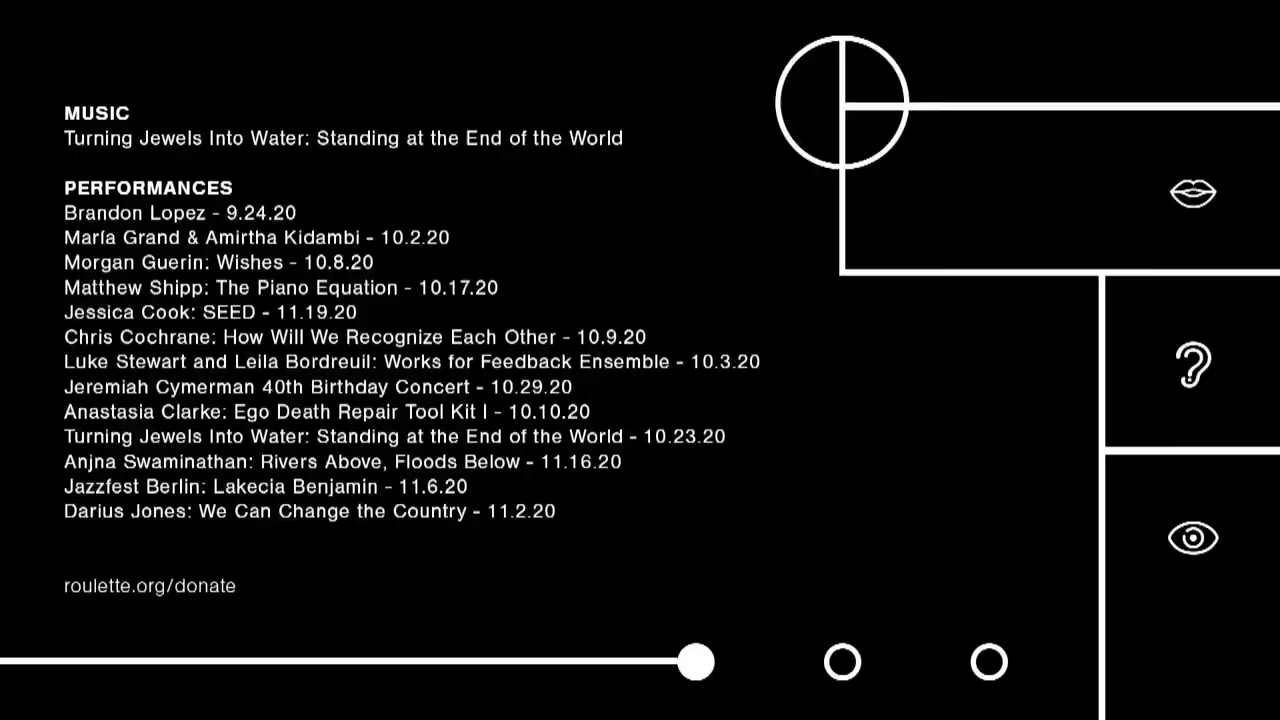 MUSIC
Turning Jewels Into Water: Standing at the End of the World
PERFORMANCES
Brandon Lopez - 9.24.20
María Grand & Amirtha Kidambi - 10.2.20
Morgan Guerin: Wishes - 10.8.20
Matthew Shipp: The Piano Equation - 10.17.20
Jessica Cook: SEED - 11.19.20
Chris Cochrane: How Will We Recognize Each Other - 10.9.20
Luke Stewart and Leila Bordreuil: Works for Feedback Ensemble - 10.3.20
Jeremiah Cymerman 40th Birthday Concert - 10.29.20
Anastasia Clarke: Ego Death Repair Tool Kit I - 10.10.20
Turning Jewels Into Water: Standing at the End of the World - 10.23.20
Anjna Swaminathan: Rivers Above, Floods Below - 11.16.20
Jazzfest Berlin: Lakecia Benjamin - 11.6.20
Darius Jones: We Can Change the Country - 11.2.20
roulette.org/donate